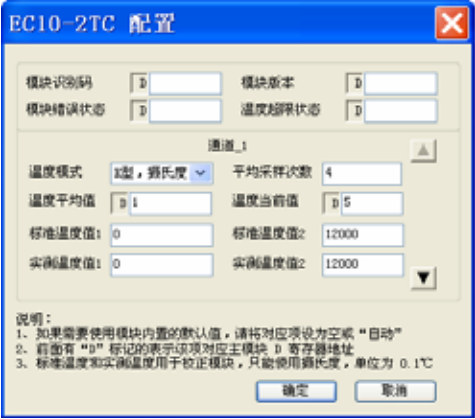 EC10-2TC 配置
模块识别码 D 模块版本 D
模块错误状态 D 温度超限状态 D
通道_1
温度模式 K型，摄氏度 平均采样次数 4
温度平均值 D 1 温度当前值 D 5
标准温度值1 0 标准温度值2 12000
实测温度值1 0 实测温度值2 12000
说明：
1、如果需要使用模块内置的默认值，请将对应项设为空或“自动”
2、前面有“D”标记的表示该项对应主模块 D 寄存器地址
3、标准温度和实测温度用于校正模块，只能使用摄氏度，单位为 0.1℃
确定 取消